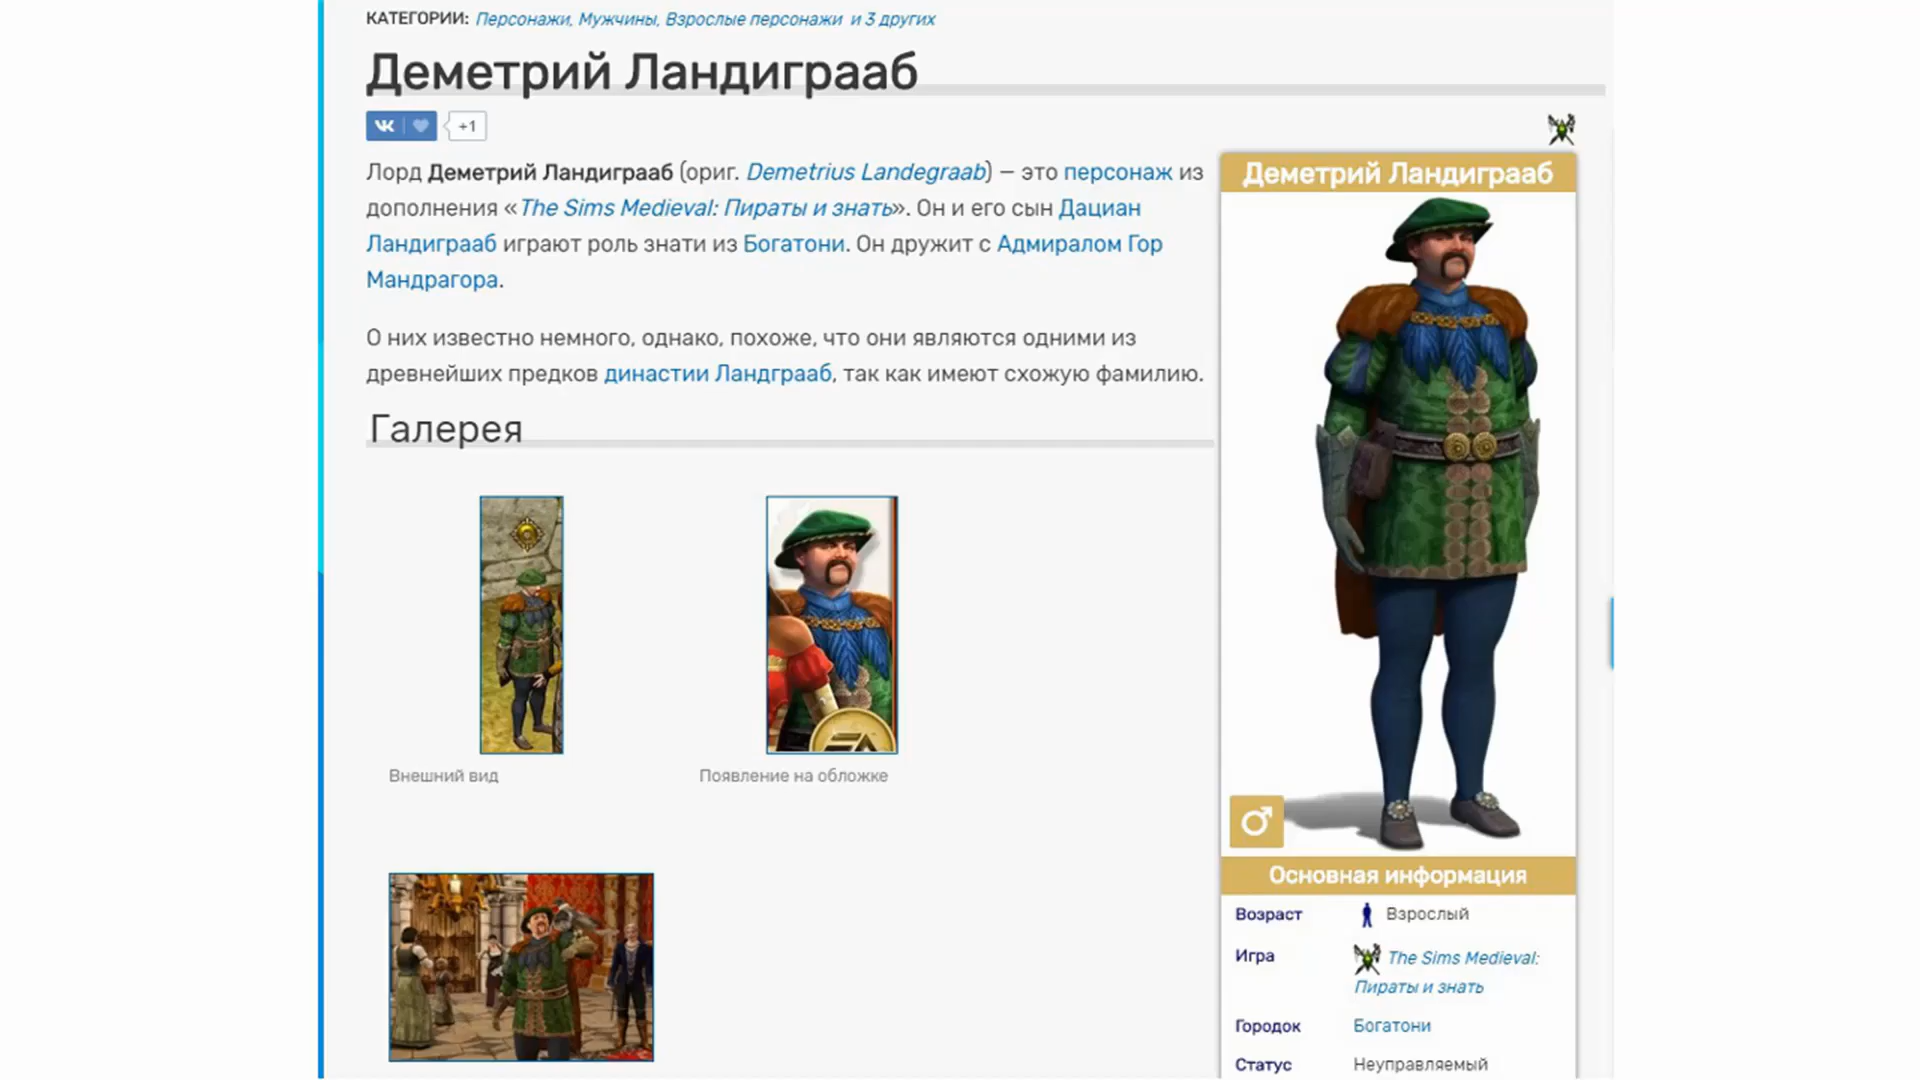 КАТЕГОРИИ: Персонажи, Мужчины, Взрослые персонажи и 3 других
Деметрий Ландиграаб
+1
Лорд Деметрий Ландиграаб (ориг. Demetrius Landegraab) – это персонаж из
дополнения «The Sims Medieval: Пираты и знать». Он и его сын Дациан
Ландиграаб играют роль знати из Богатони. Он дружит с Адмиралом Гор
Мандрагора.
О них известно немного, однако, похоже, что они являются одними из
древнейших предков династии Ландграаб, так как имеют схожую фамилию.
Галерея
Внешний вид
Появление на обложке
EA
Деметрий Ландиграаб
Основная информация
Возраст Взрослый
Игра The Sims Medieval:
Пираты и знать
Городок Богатони
Статус Неуправляемый